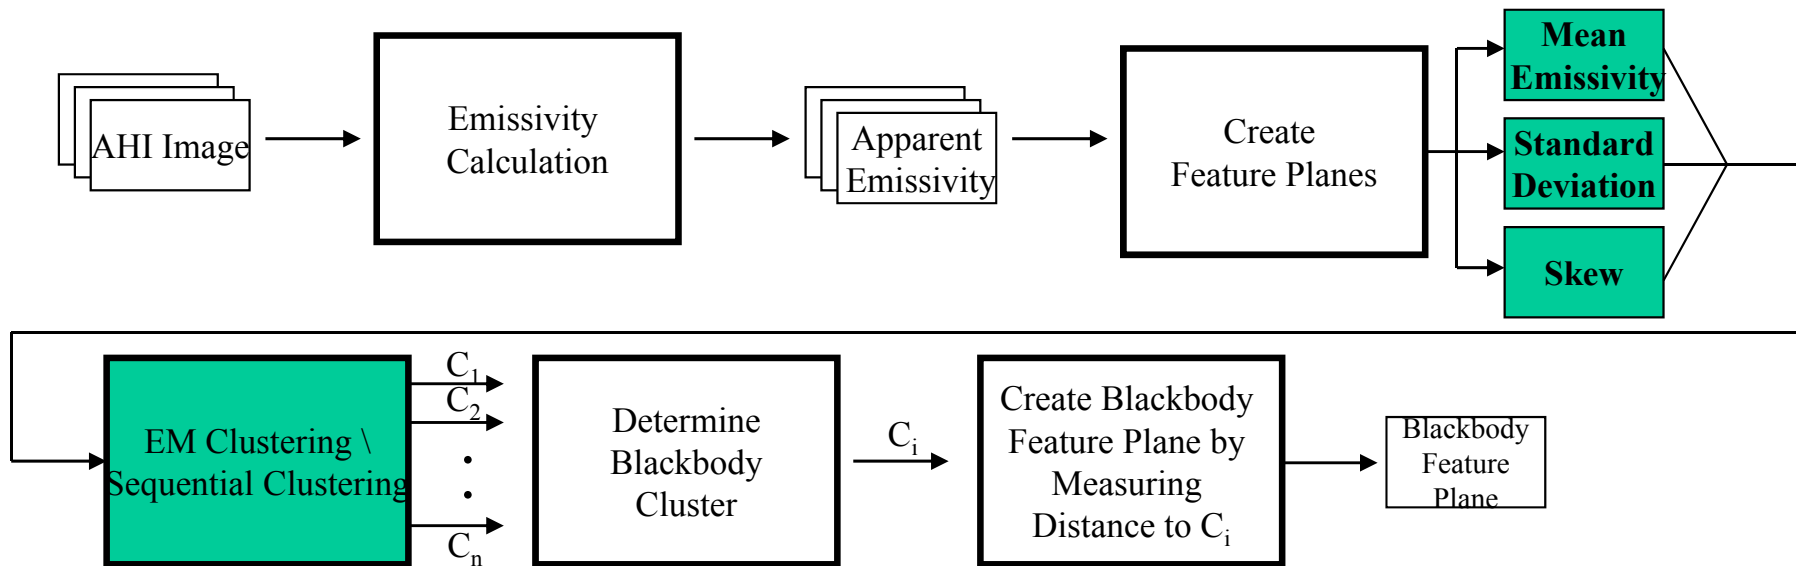 AHI Image
Emissivity
Calculation
Apparent
Emissivity
Create
Feature Planes
Mean
Emissivity
Standard
Deviation
Skew
EM Clustering \
Sequential Clustering
C1
C2
Cn
Determine
Blackbody
Cluster
Ci
Create Blackbody
Feature Plane by
Measuring
Distance to Ci
Blackbody
Feature
Plane